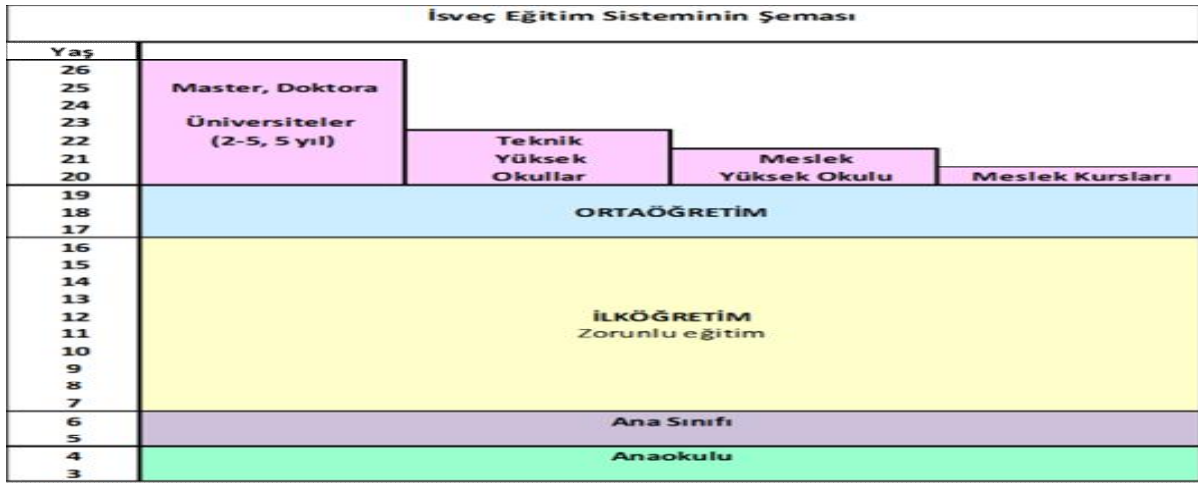 İsveç Eğitim Sisteminin Şeması
Yaş
26
25
24
23
22
21
20
19
18
17
16
15
14
13
12
11
10
9
8
7
6
5
4
3
Master, Doktora
Üniversiteler
(2-5, 5 yıl)
Teknik
Yüksek
Okullar
Meslek
Yüksek Okulu
Meslek Kursları
ORTAÖĞRETİM
İLKÖĞRETİM
Zorunlu eğitim
Ana Sınıfı
Anaokulu